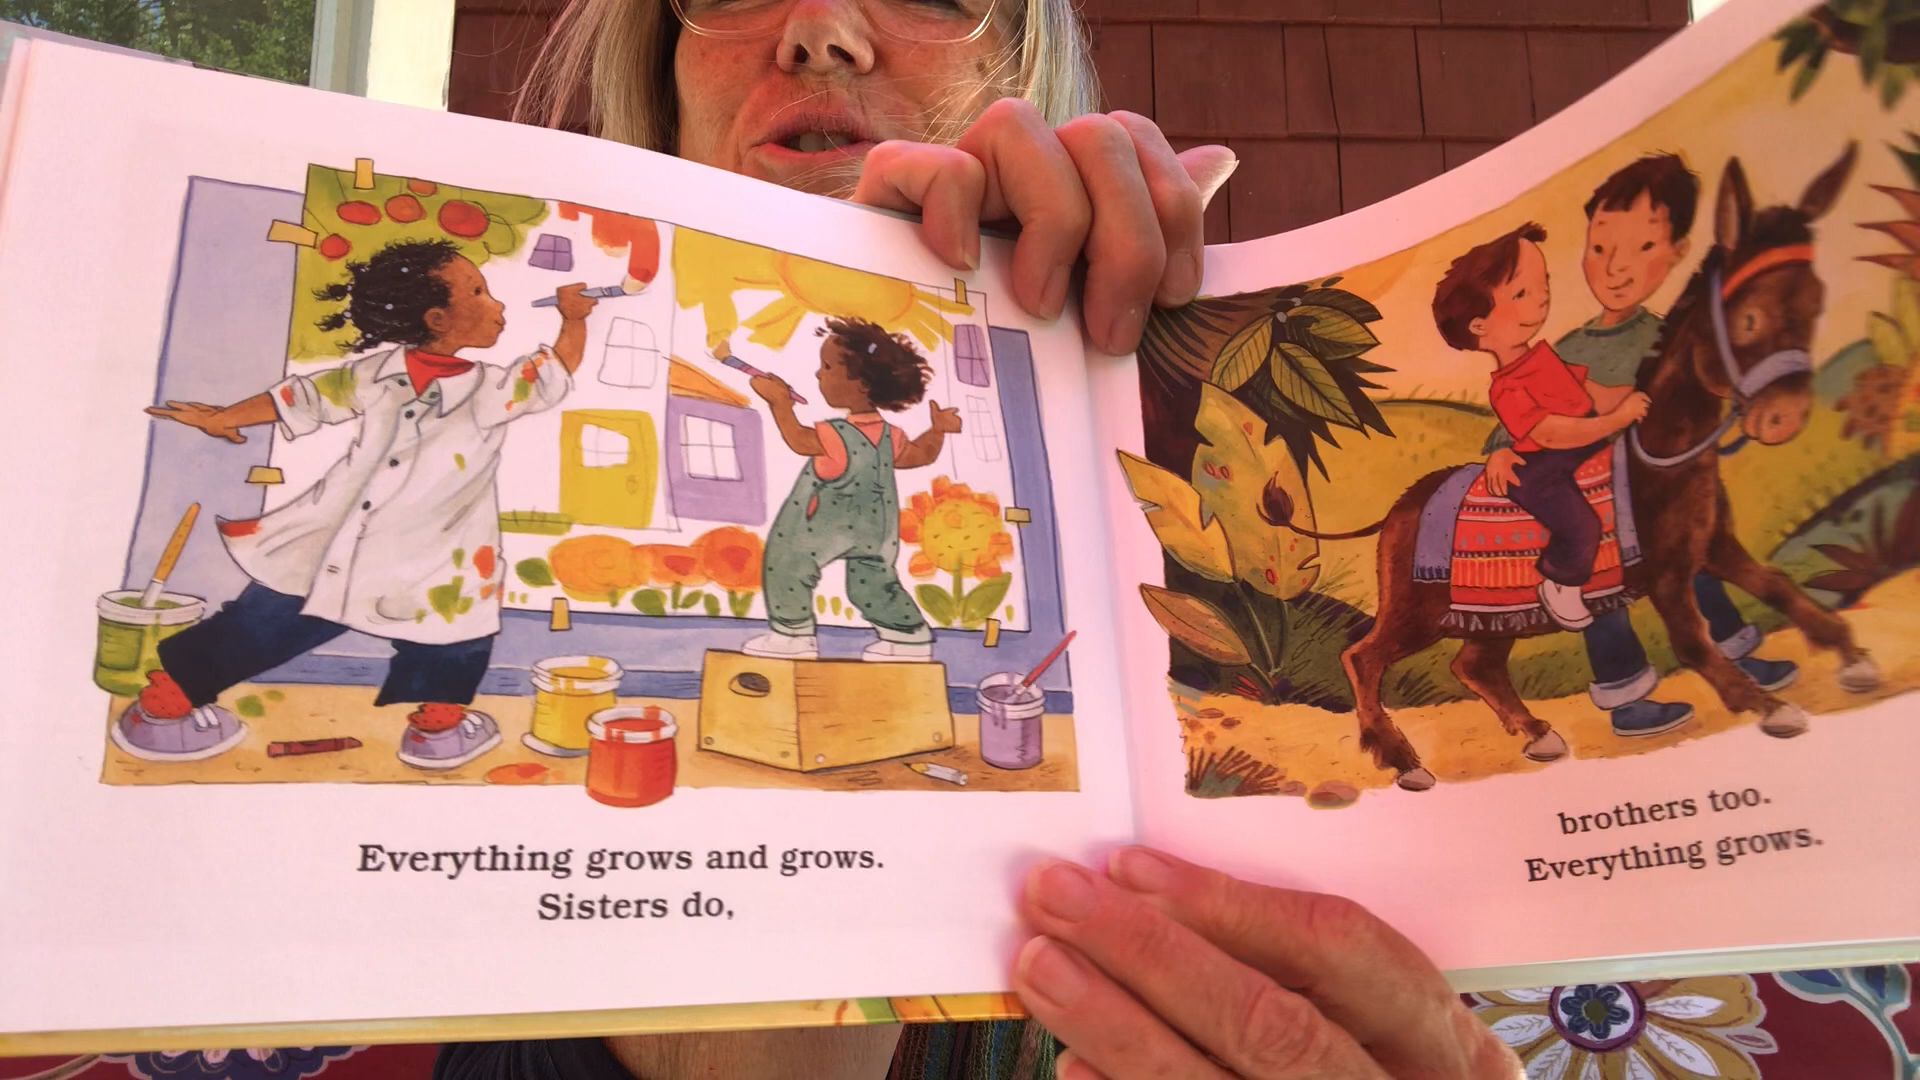 Everything grows and grows.
Sisters do,
brothers too.
Everything grows.